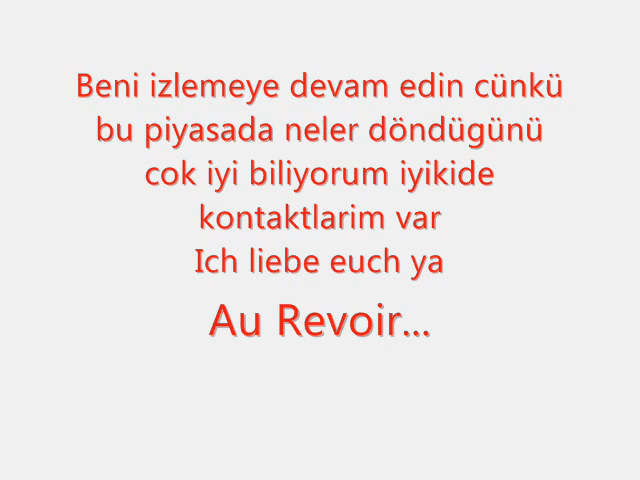 Beni izlemeye devam edin cünkü
bu piyasada neler döndügünü
cok iyi biliyorum iyikide
kontaktlarim var
Ich liebe euch ya
Au Revoir...